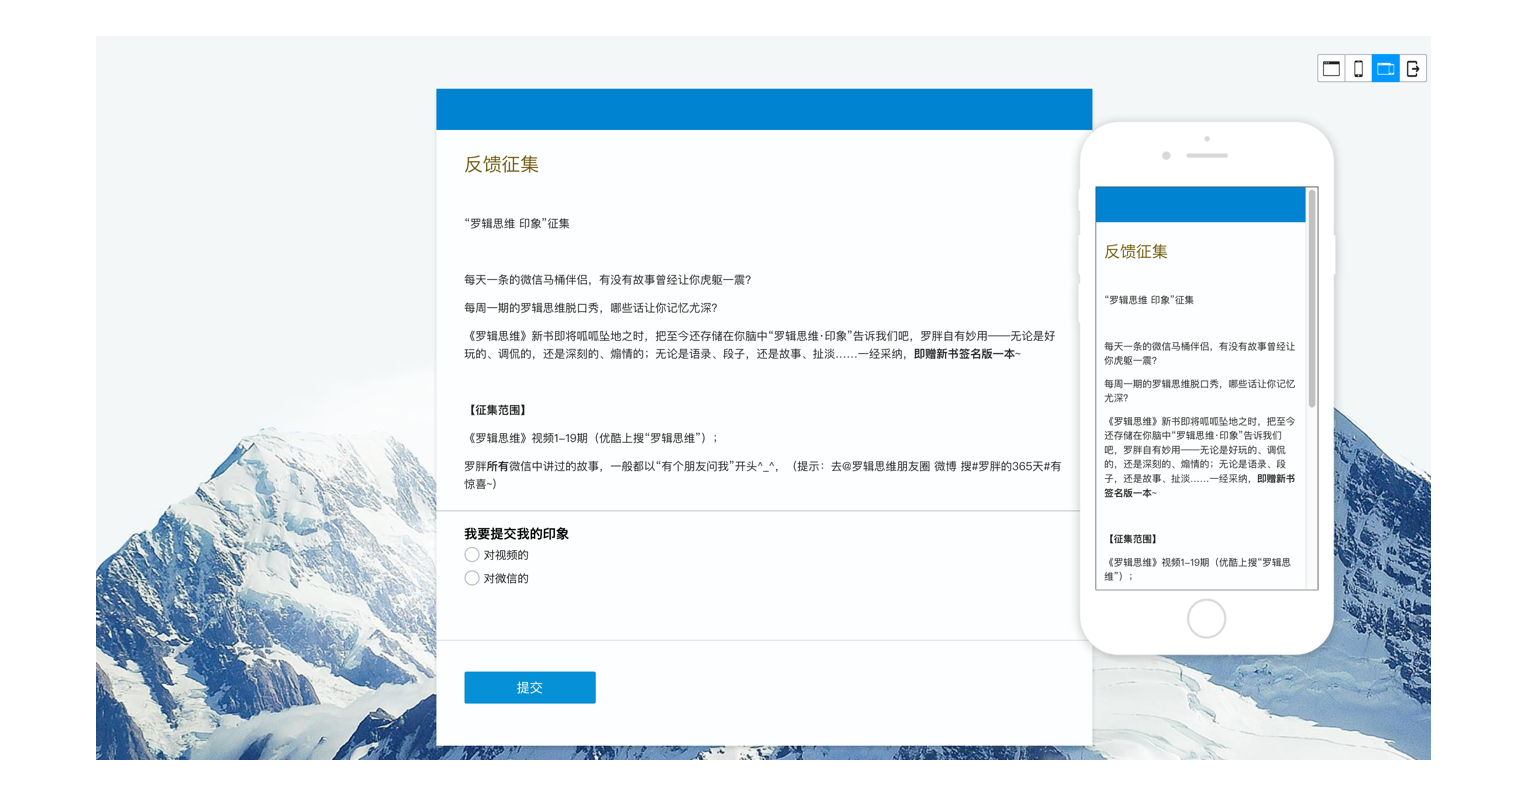 反馈征集
“罗辑思维 印象”征集
每天一条的微信马桶伴侣，有没有故事曾经让你虎躯一震？
每周一期的罗辑思维脱口秀，哪些话让你记忆尤深？
《罗辑思维》新书即将呱呱坠地之时，把至今还存储在你脑中“罗辑思维·印象”告诉我们吧，罗胖自有妙用——无论是好
玩的、调侃的，还是深刻的、煽情的；无论是语录、段子，还是故事、扯淡……一经采纳，即赠新书签名版一本~
【征集范围】
《罗辑思维》视频1-19期（优酷上搜“罗辑思维”）；
罗胖所有微信中讲过的故事，一般都以“有个朋友问我”开头^_^，（提示：去@罗辑思维朋友圈 微博 搜#罗胖的365天#有
惊喜~）
我要提交我的印象
对视频的
对微信的
提交
反馈征集
“罗辑思维 印象”征集
每天一条的微信马桶伴侣，有没有故事曾经让
你虎躯一震？
每周一期的罗辑思维脱口秀，哪些话让你记忆
尤深？
《罗辑思维》新书即将呱呱坠地之时，把至今
还存储在你脑中“罗辑思维·印象”告诉我们
吧，罗胖自有妙用——无论是好玩的、调侃
的，还是深刻的、煽情的；无论是语录、段
子，还是故事、扯淡……一经采纳，即赠新书
签名版一本~
【征集范围】
《罗辑思维》视频1-19期（优酷上搜“罗辑思
维”）；